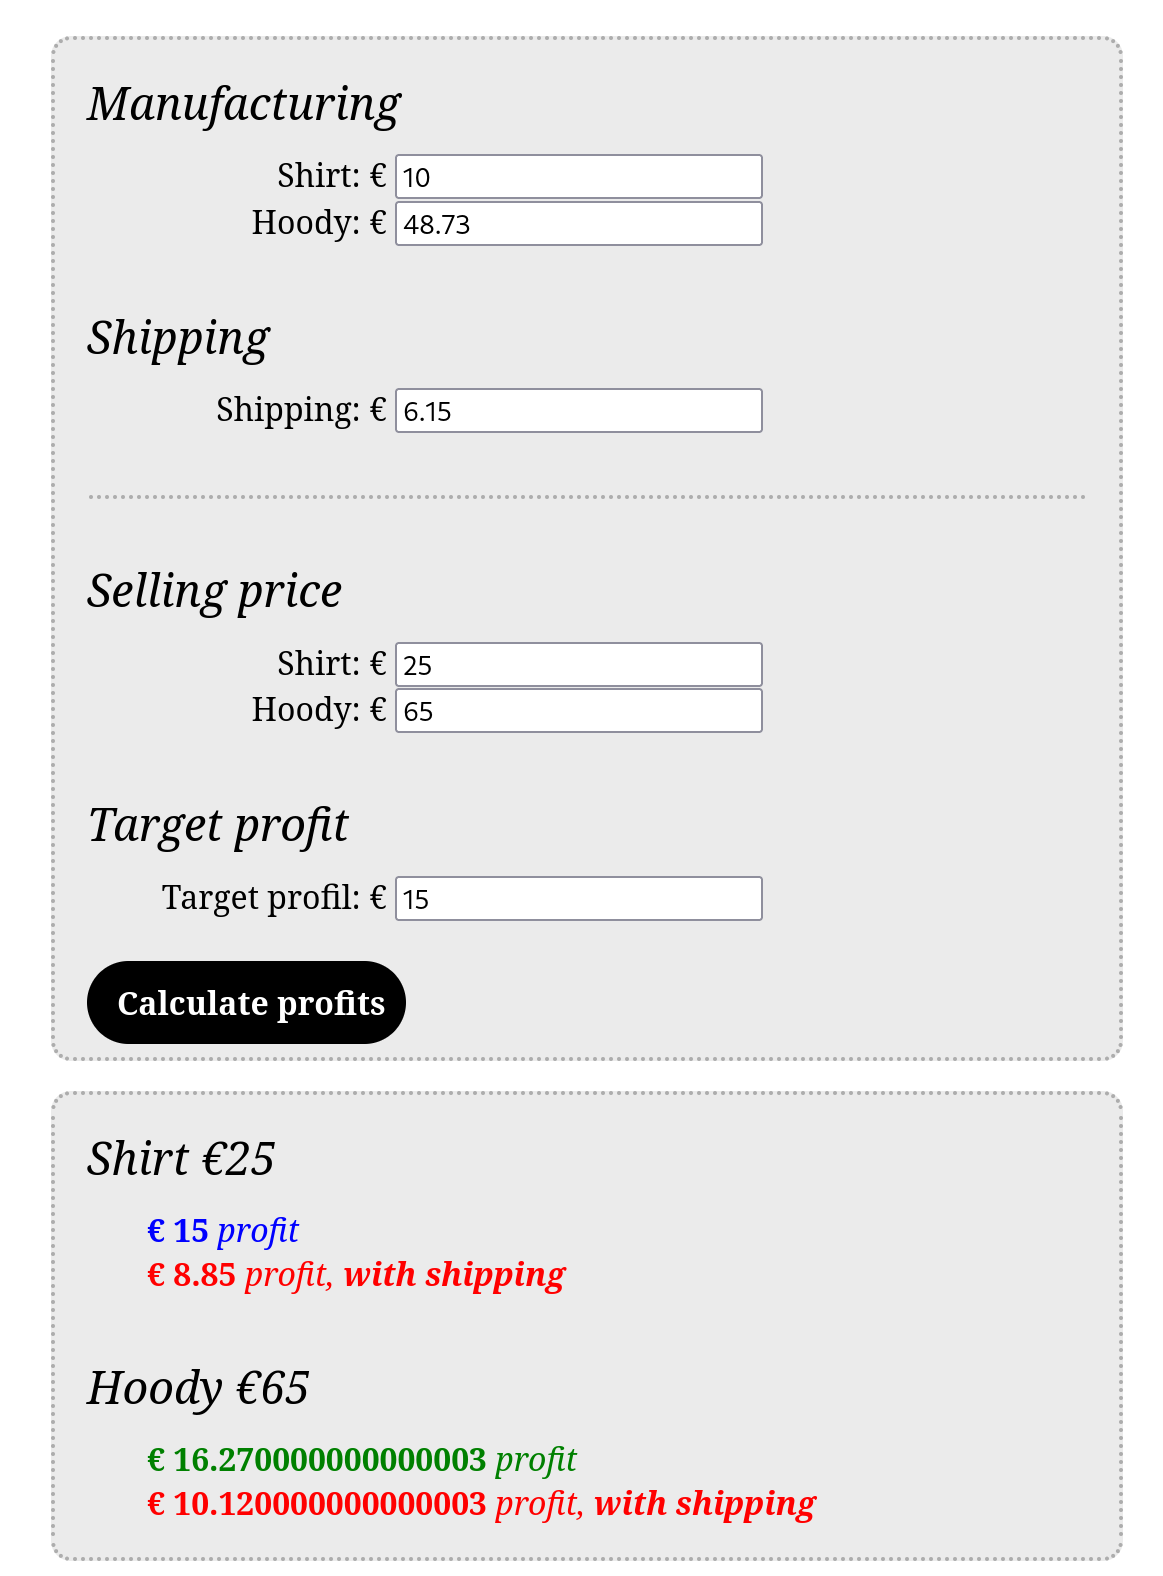 Manufacturing
Shirt: € 10
Hoody: € 48.73
Shipping
Shipping: € 6.15
Selling price
Shirt: € 25
Hoody: € 65
Target profit
Target profil: € 15
Calculate profits
Shirt €25
€ 15 profit
€ 8.85 profit, with shipping
Hoody €65
€ 16.270000000000003 profit
€ 10.120000000000003 profit, with shipping